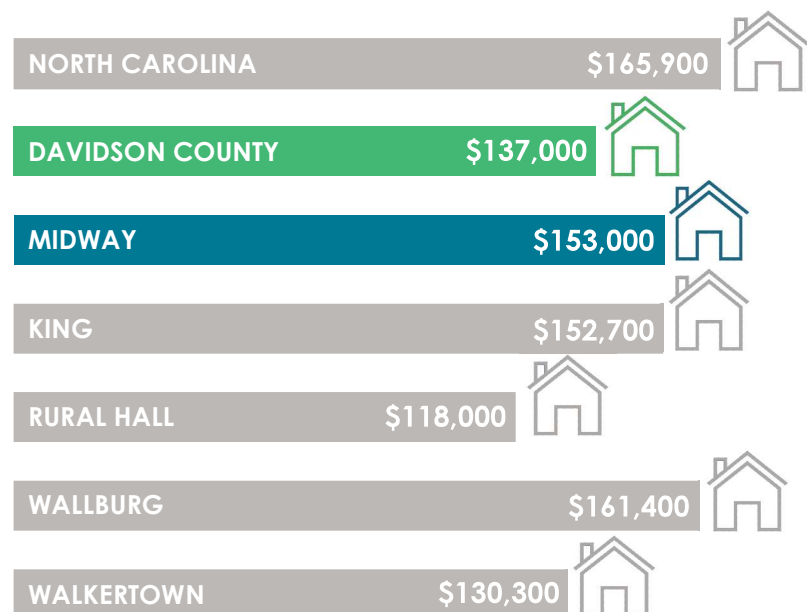 NORTH CAROLINA $165,900
DAVIDSON COUNTY $137,000
MIDWAY $153,000
KING $152,700
RURAL HALL $118,000
WALLBURG $161,400
WALKERTOWN $130,300